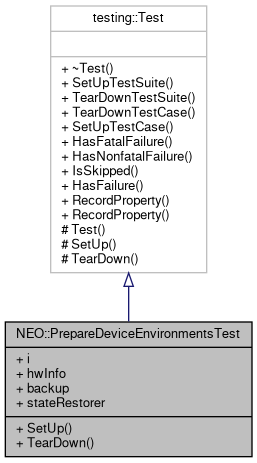 testing::Test
+ ~Test()
+ SetUpTestSuite()
+ TearDownTestSuite()
+ TearDownTestCase()
+ SetUpTestCase()
+ HasFatalFailure()
+ HasNonfatalFailure()
+ IsSkipped()
+ HasFailure()
+ RecordProperty()
+ RecordProperty()
# Test()
# SetUp()
# TearDown()
NEO::PrepareDeviceEnvironmentsTest
+ i
+ hwInfo
+ backup
+ stateRestorer
+ SetUp()
+ TearDown()